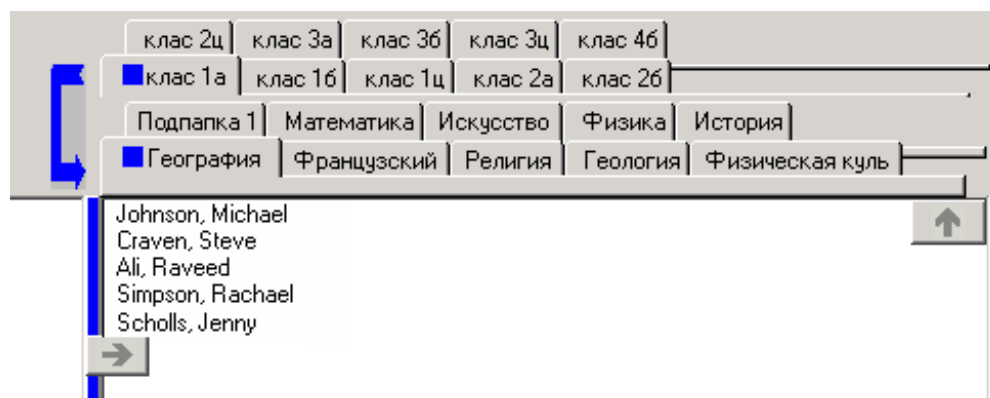 клас 2ц клас 3а клас 3б клас 3ц клас 4б
клас 1а клас 1б клас 1ц клас 2а клас 2б
Подпапка 1 Математика Искусство Физика История
География Французский Религия Геология Физическая куль
Johnson, Michael
Craven, Steve
Ali, Raveed
Simpson, Rachael
Scholls, Jenny